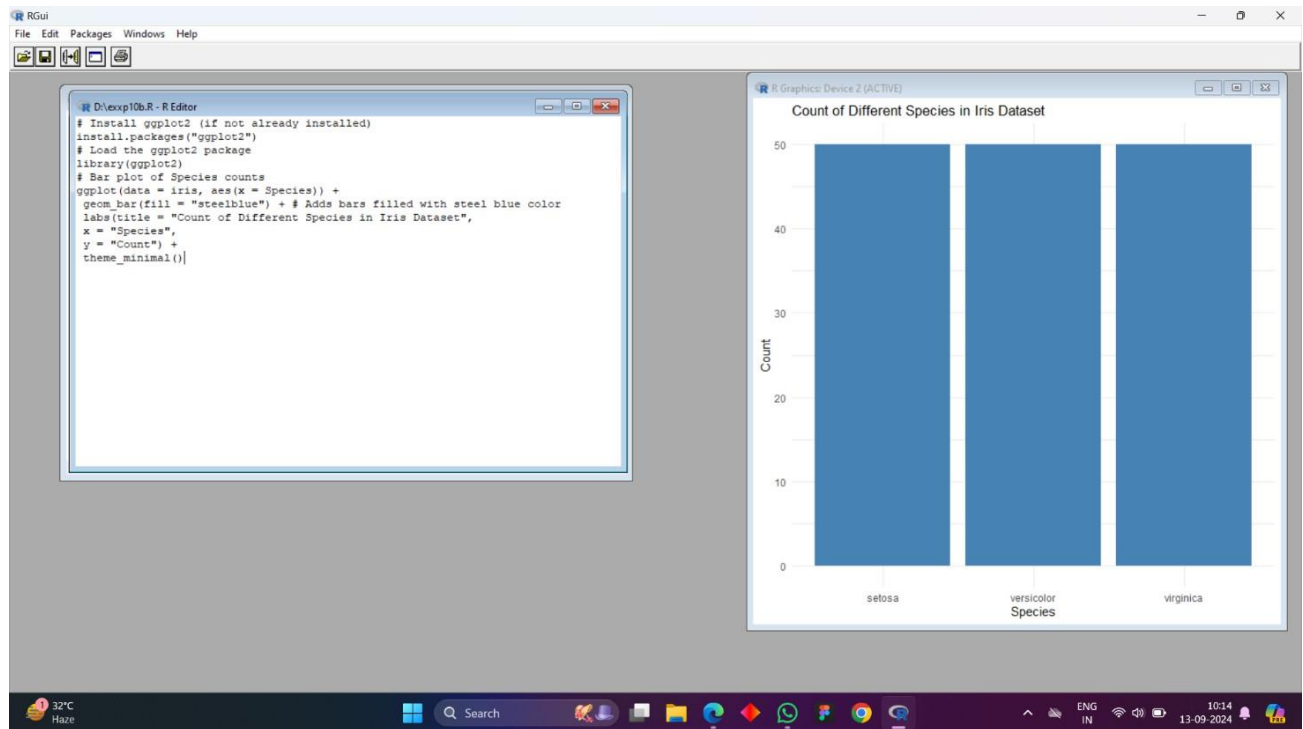 RGui
File Edit Packages Windows Help
D:\exxp10b.R - R Editor
# Install ggplot2 (if not already installed)
install.packages("ggplot2")
# Load the ggplot2 package
library(ggplot2)
# Bar plot of Species counts
ggplot(data = iris, aes(x = Species)) +
geom_bar(fill = "steelblue") + # Adds bars filled with steel blue color
labs(title = "Count of Different Species in Iris Dataset",
x = "Species",
y = "Count") +
theme_minimal()
R Graphics: Device 2 (ACTIVE)
Count of Different Species in Iris Dataset
50
40
30
20
10
0
Count
setosa versicolor virginica
Species
1
32°C
Haze
Search
ENG
IN
10:14
13-09-2024
PRE